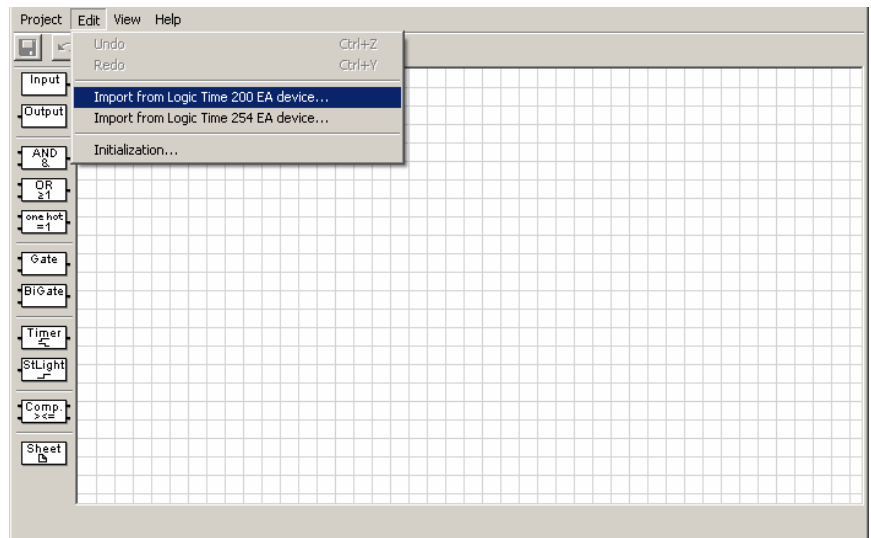 Project Edit View Help
Undo Ctrl+Z
Redo Ctrl+Y
Import from Logic Time 200 EA device...
Import from Logic Time 254 EA device...
Initialization...
Input
Output
AND
&
OR
≥1
one hot
=1
Gate
BiGate
Timer
StLight
Comp.
><=
Sheet